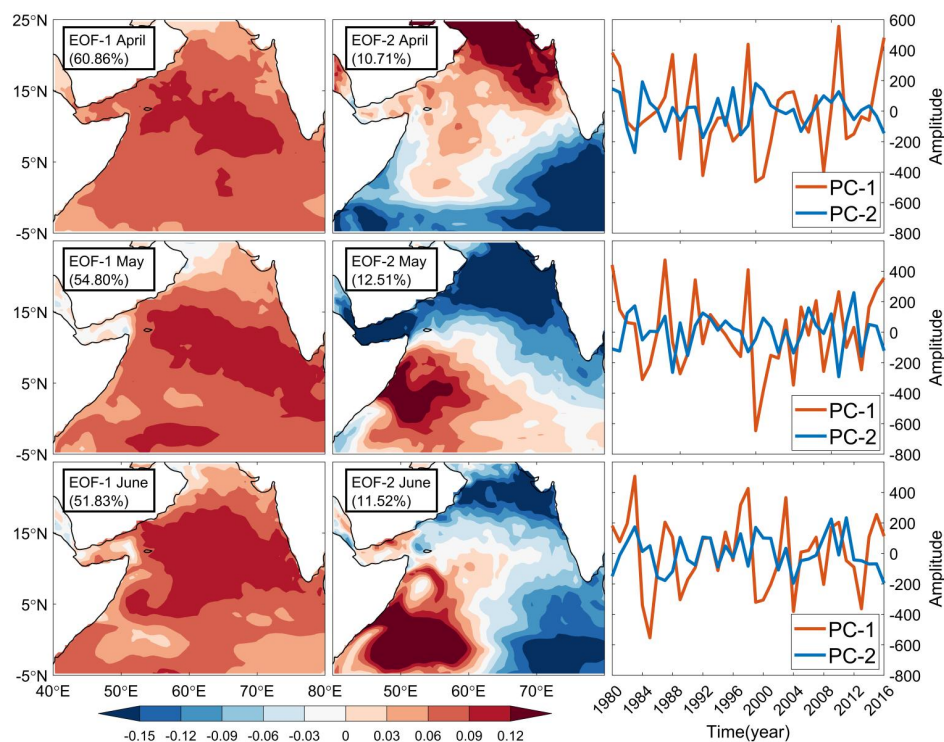 25°N
15°N
5°N
-5°N
EOF-1 April
(60.86%)
EOF-2 April
(10.71%)
600
400
200
0
-200
-400
-600
-800
Amplitude
PC-1
PC-2
15°N
5°N
-5°N
EOF-1 May
(54.80%)
EOF-2 May
(12.51%)
400
200
0
-200
-400
-600
-800
Amplitude
PC-1
PC-2
15°N
5°N
-5°N
EOF-1 June
(51.83%)
EOF-2 June
(11.52%)
400
200
0
-200
-400
-600
-800
Amplitude
PC-1
PC-2
40°E 50°E 60°E 70°E 80°E 50°E 60°E 70°E
1980 1984 1988 1992 1996 2000 2004 2008 2012 2016
Time(year)
-0.15 -0.12 -0.09 -0.06 -0.03 0 0.03 0.06 0.09 0.12